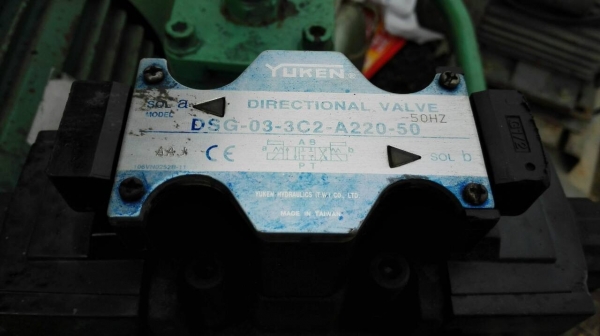 YUKEN
SOL a
DIRECTIONAL VALVE
MODEL
DSG-03-3C2-A220-50
50HZ
CE
A B
a
b
P T
SOL b
YUKEN HYDRAULICS (T.W.) CO., LTD.
MADE IN TAIWAN